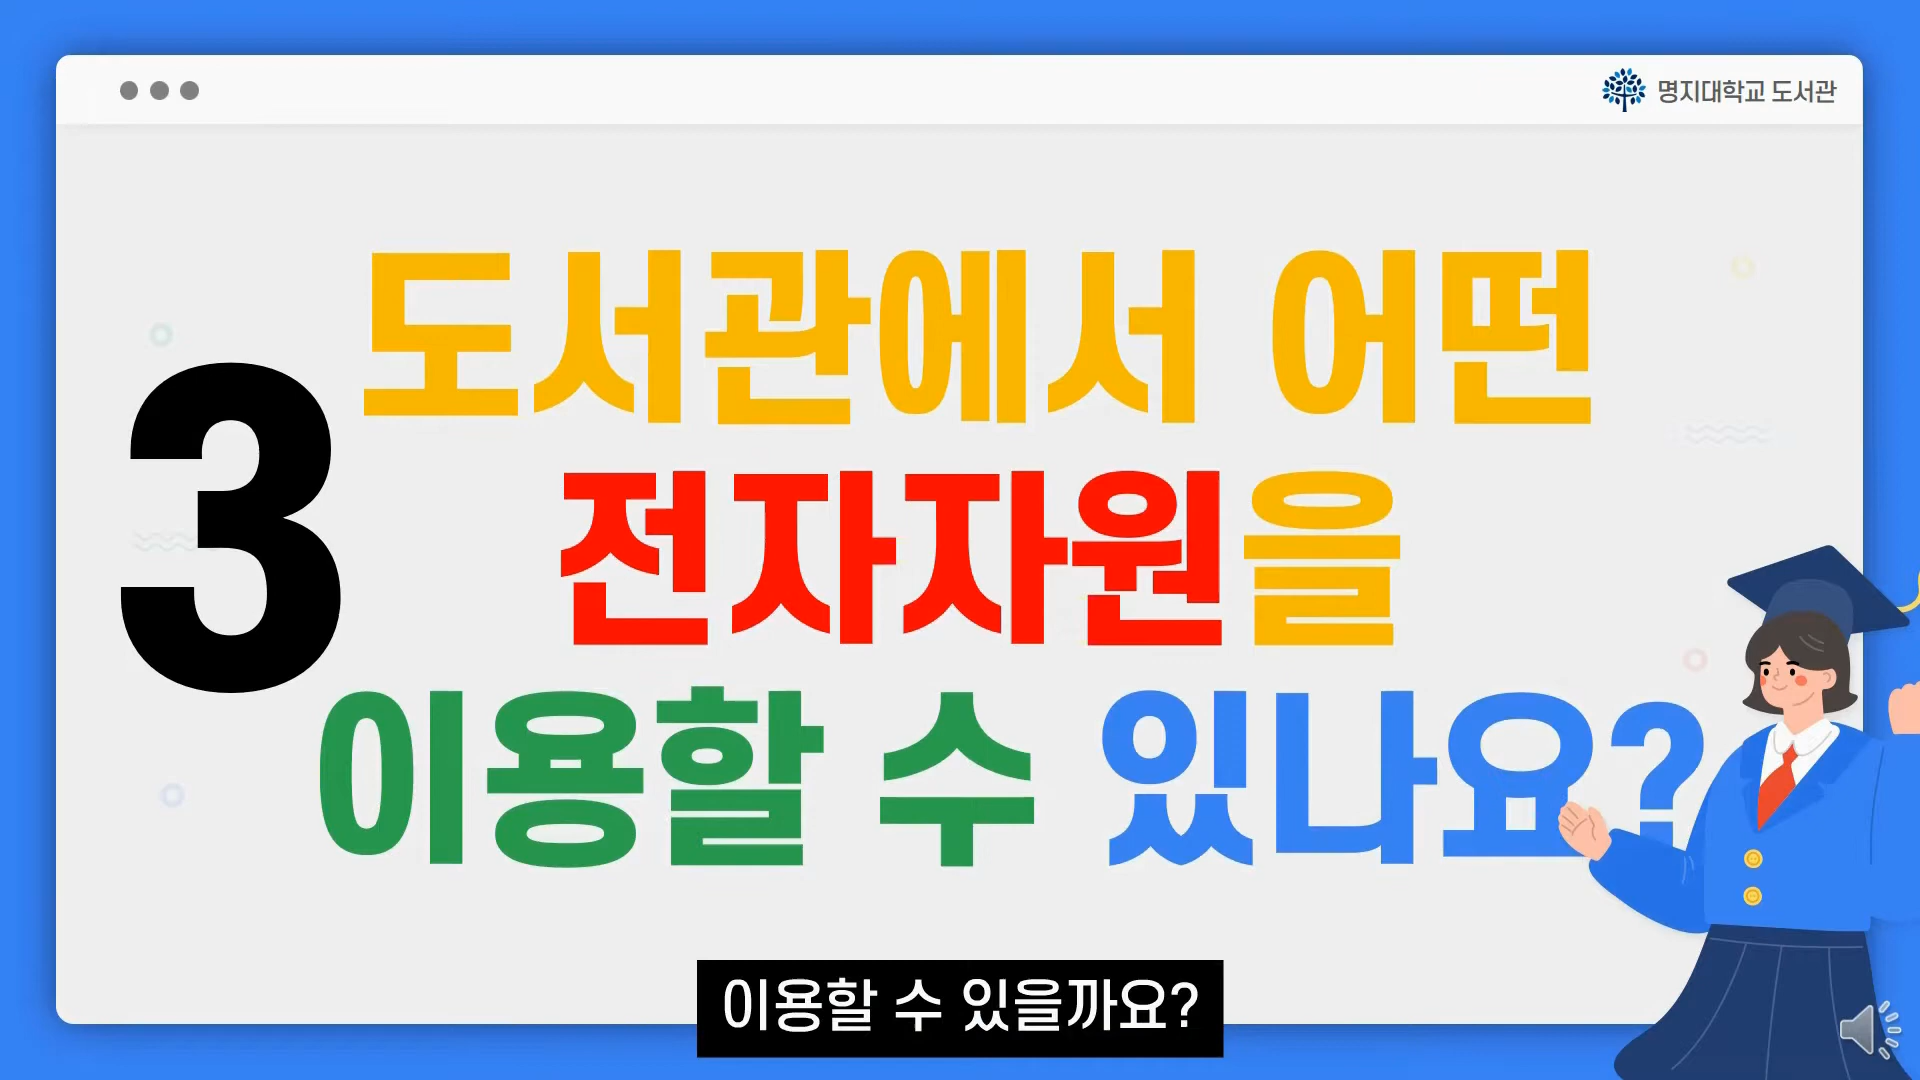 명지대학교 도서관
3
도서관에서 어떤
전자자원을
이용할 수 있나요?
이용할 수 있을까요?